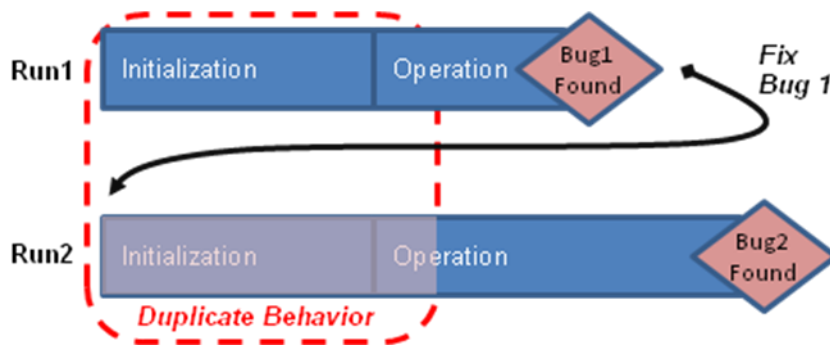 Run1
Initialization
Operation
Bug1
Found
Fix
Bug 1
Run2
Initialization
Operation
Bug2
Found
Duplicate Behavior